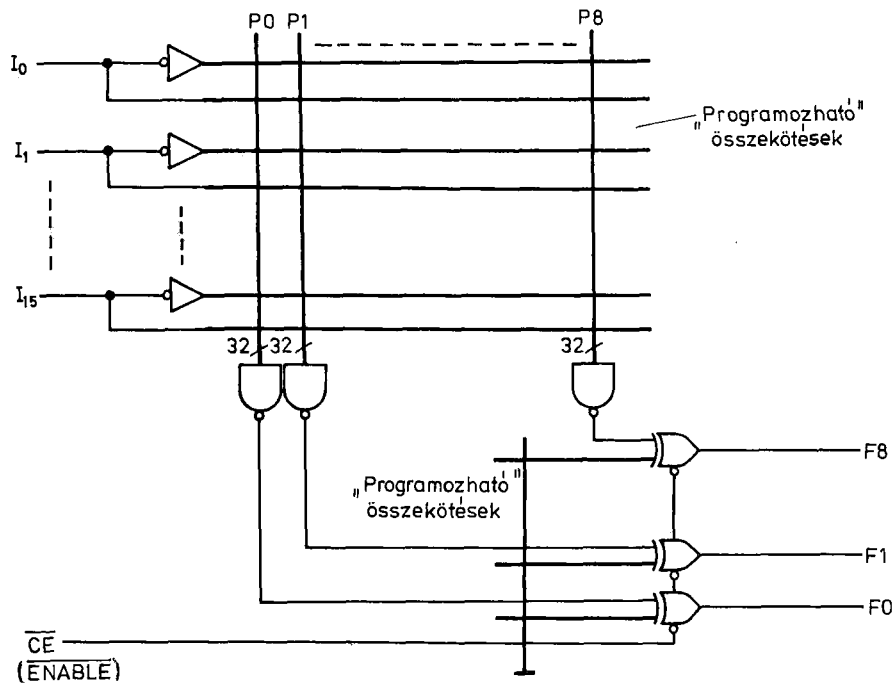 P0 P1 P8
I0
„Programozható”
összekötések
I1
I15
32 32 32
F8
„Programozható”
összekötések
F1
F0
CE
(ENABLE)